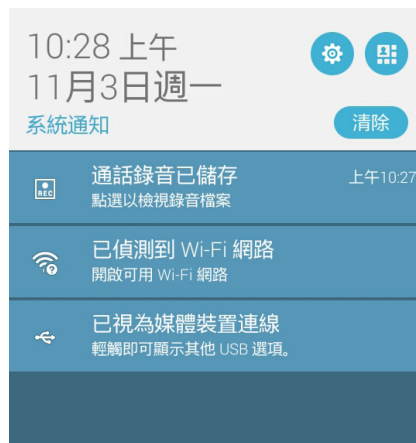 10:28 上午
11月3日週一
系統通知
清除
通話錄音已儲存
上午10:27
REC
點選以檢視錄音檔案
已偵測到 Wi-Fi 網路
開啟可用 Wi-Fi 網路
已視為媒體裝置連線
輕觸即可顯示其他 USB 選項。